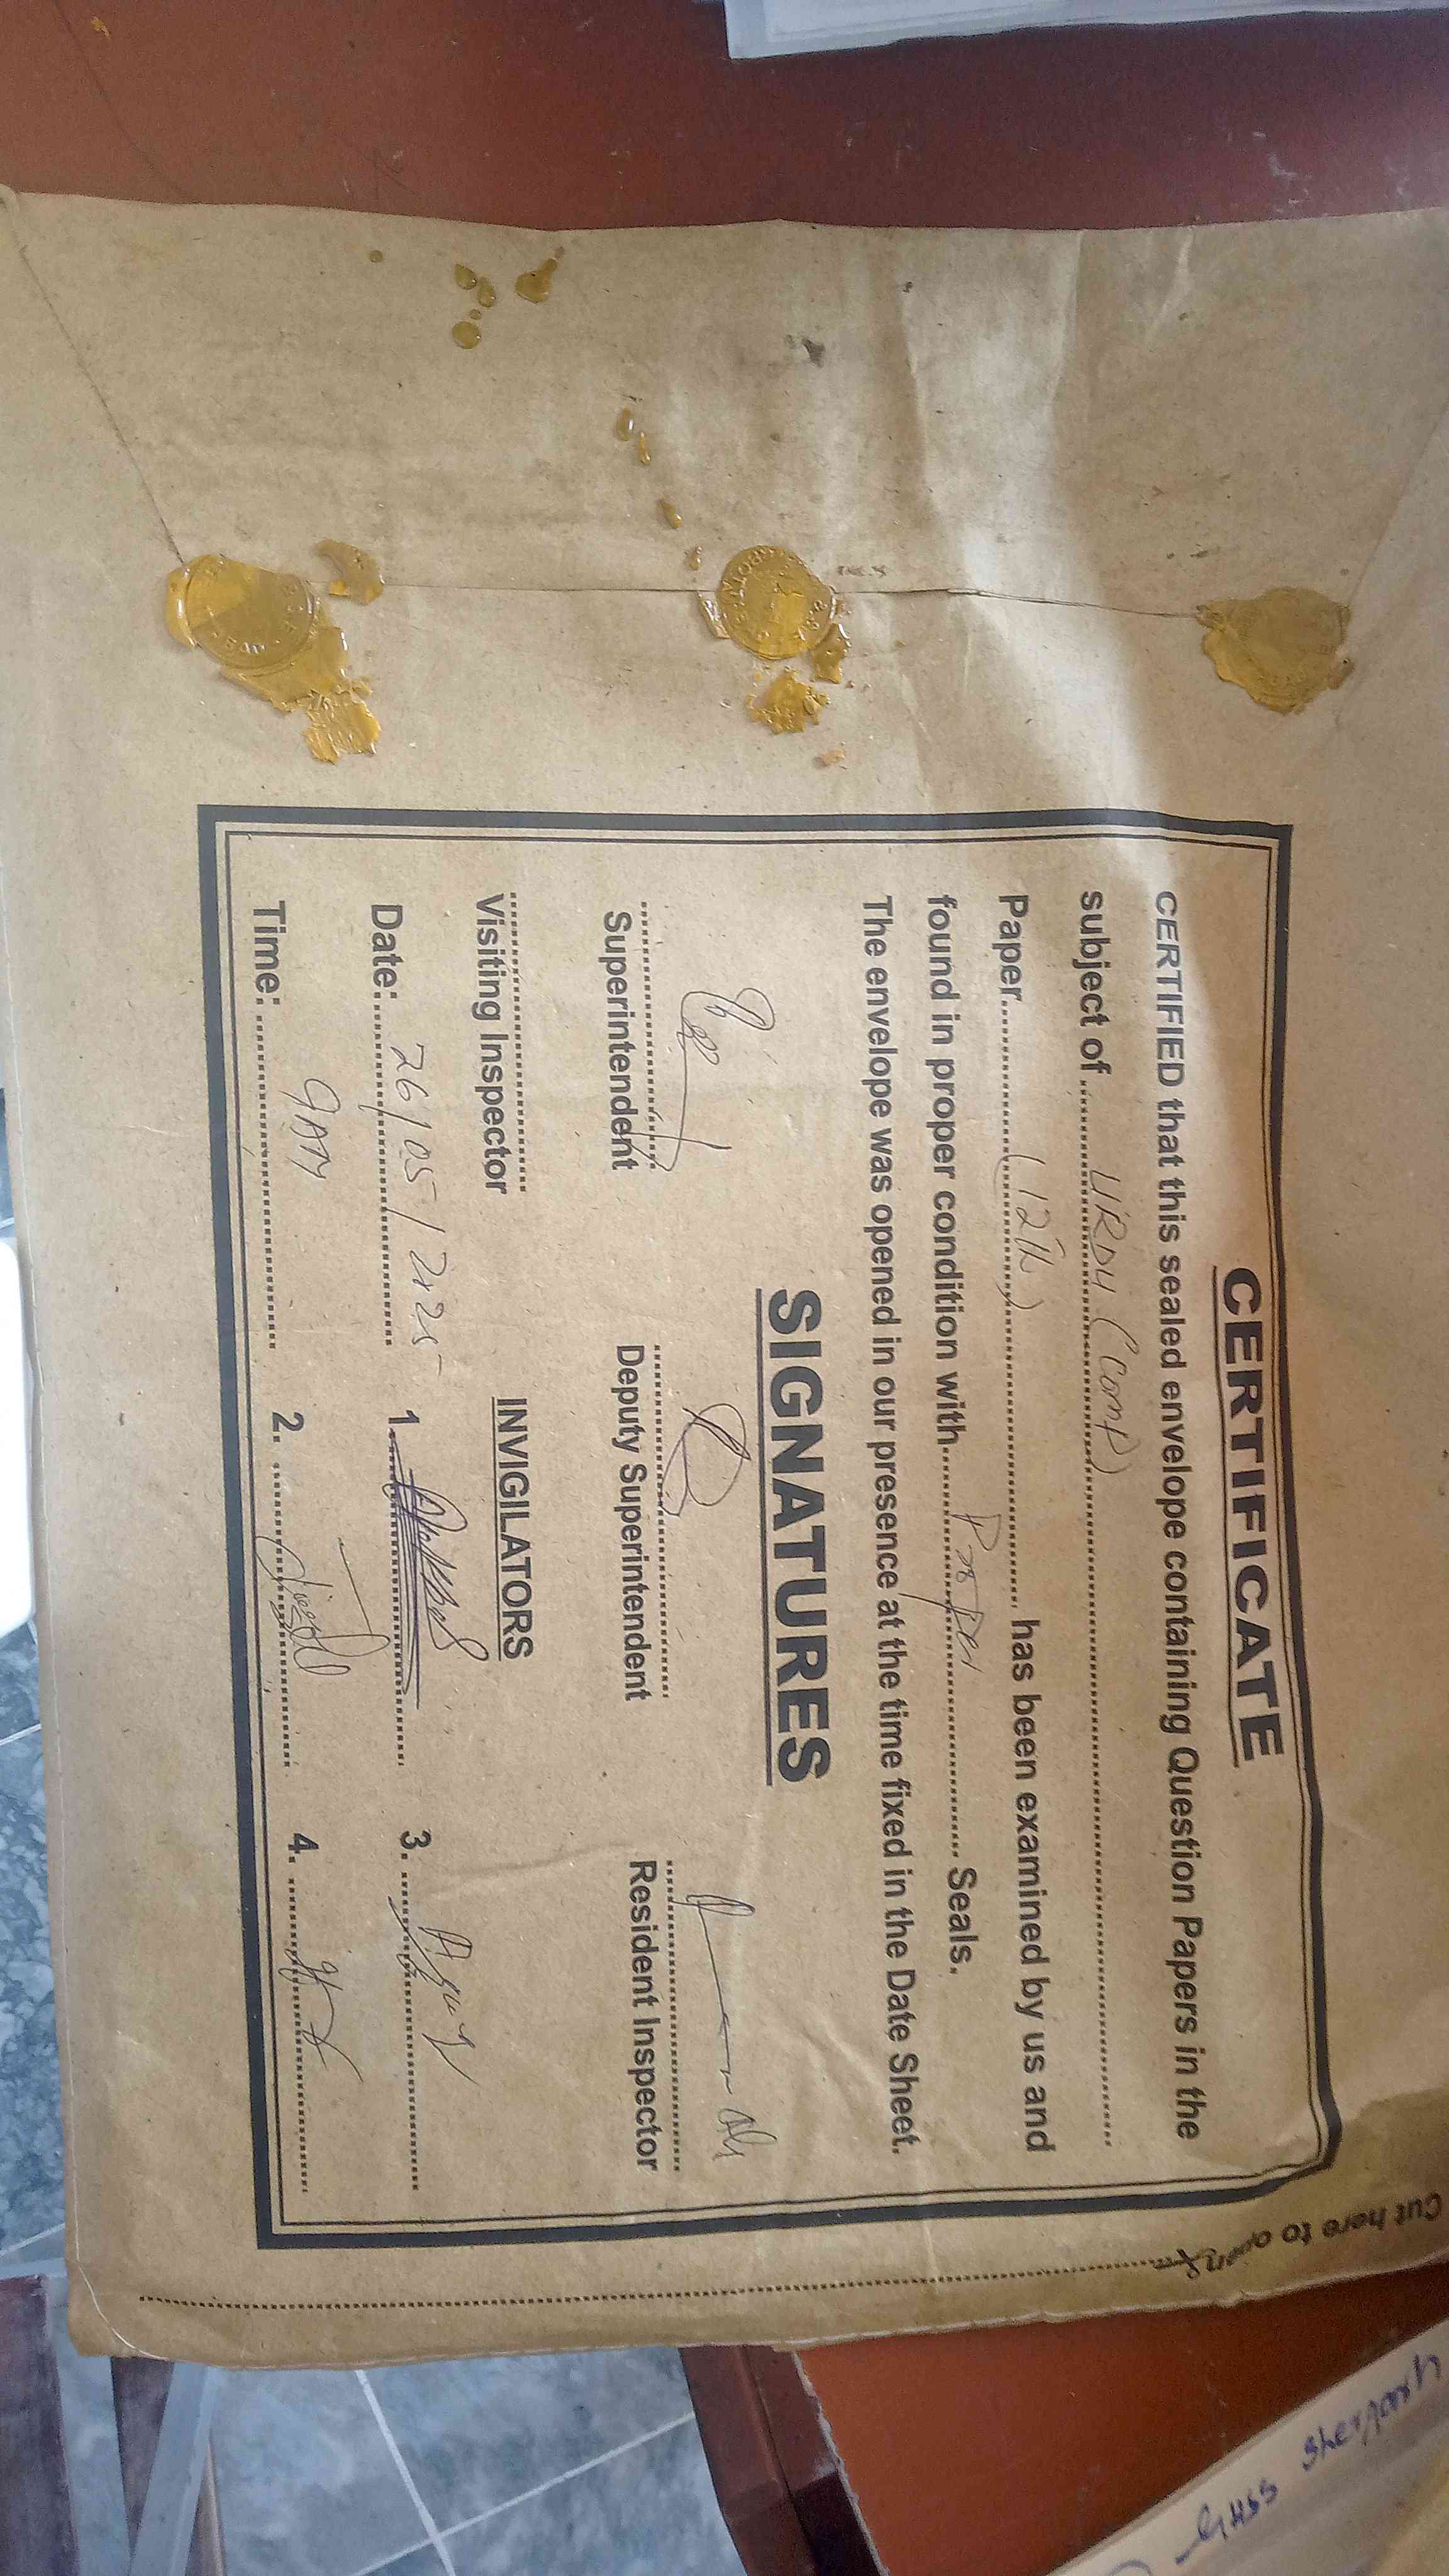 CERTIFICATE
CERTIFIED that this sealed envelope containing Question Papers in the
subject of URDU (Comp)
Paper (12th) has been examined by us and
found in proper condition with Proper Seals.
The envelope was opened in our presence at the time fixed in the Date Sheet.
SIGNATURES
Superintendent Deputy Superintendent Resident Inspector
Visiting Inspector INVIGILATORS
Date: 26/05/2025 1. 3.
Time: 9AM 2. 4.
Cut here to open
GHSS Sherqarh